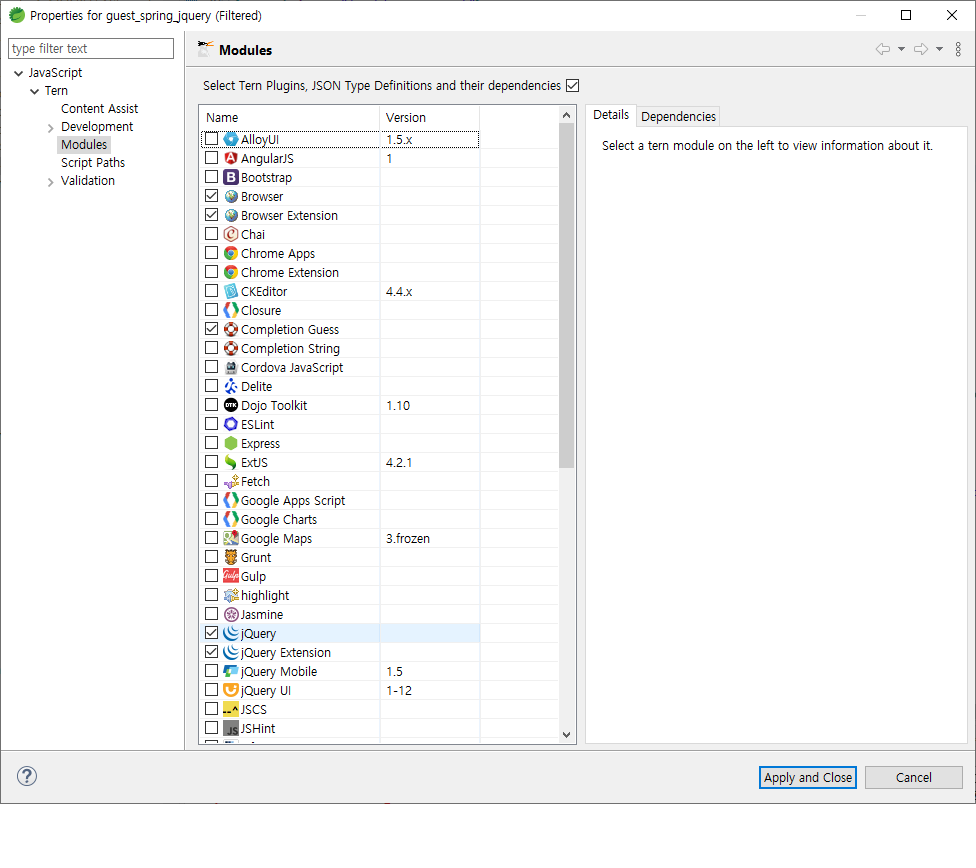 Properties for guest_spring_jquery (Filtered)
type filter text
JavaScript
Tern
Content Assist
Development
Modules
Script Paths
Validation
Modules
Select Tern Plugins, JSON Type Definitions and their dependencies
Name Version
AlloyUI 1.5.x
AngularJS 1
Bootstrap
Browser
Browser Extension
Chai
Chrome Apps
Chrome Extension
CKEditor 4.4.x
Closure
Completion Guess
Completion String
Cordova JavaScript
Delite
Dojo Toolkit 1.10
ESLint
Express
ExtJS 4.2.1
Fetch
Google Apps Script
Google Charts
Google Maps 3.frozen
Grunt
Gulp
highlight
Jasmine
jQuery
jQuery Extension
jQuery Mobile 1.5
jQuery UI 1-12
JSCS
JSHint
Details Dependencies
Select a tern module on the left to view information about it.
Apply and Close Cancel